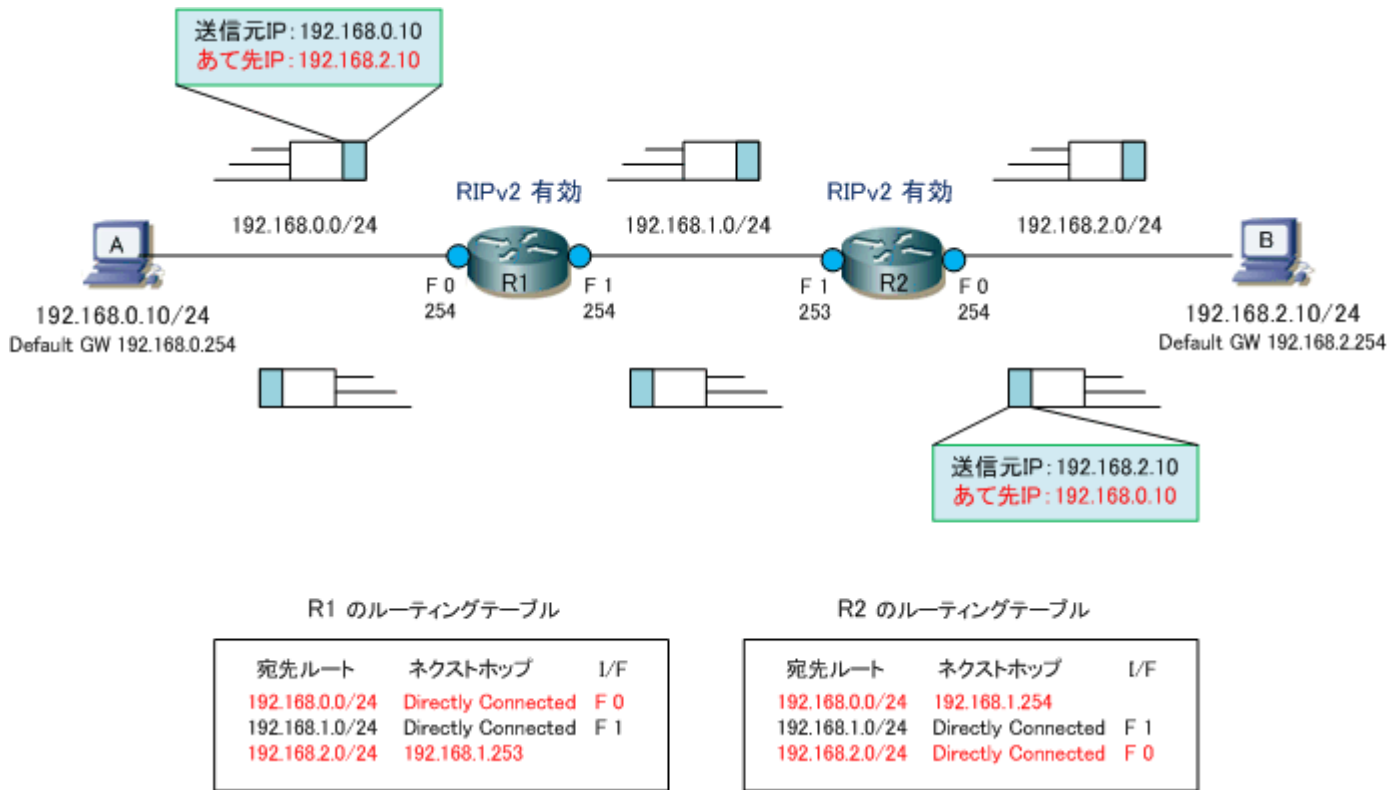 送信元IP:192.168.0.10
あて先IP:192.168.2.10
RIPv2 有効
RIPv2 有効
192.168.0.0/24
192.168.1.0/24
192.168.2.0/24
A
R1
R2
B
F 0
254
F 1
254
F 1
253
F 0
254
192.168.0.10/24
Default GW 192.168.0.254
192.168.2.10/24
Default GW 192.168.2.254
送信元IP:192.168.2.10
あて先IP:192.168.0.10
R1 のルーティングテーブル
宛先ルート ネクストホップ I/F
192.168.0.0/24 Directly Connected F 0
192.168.1.0/24 Directly Connected F 1
192.168.2.0/24 192.168.1.253
R2 のルーティングテーブル
宛先ルート ネクストホップ I/F
192.168.0.0/24 192.168.1.254
192.168.1.0/24 Directly Connected F 1
192.168.2.0/24 Directly Connected F 0